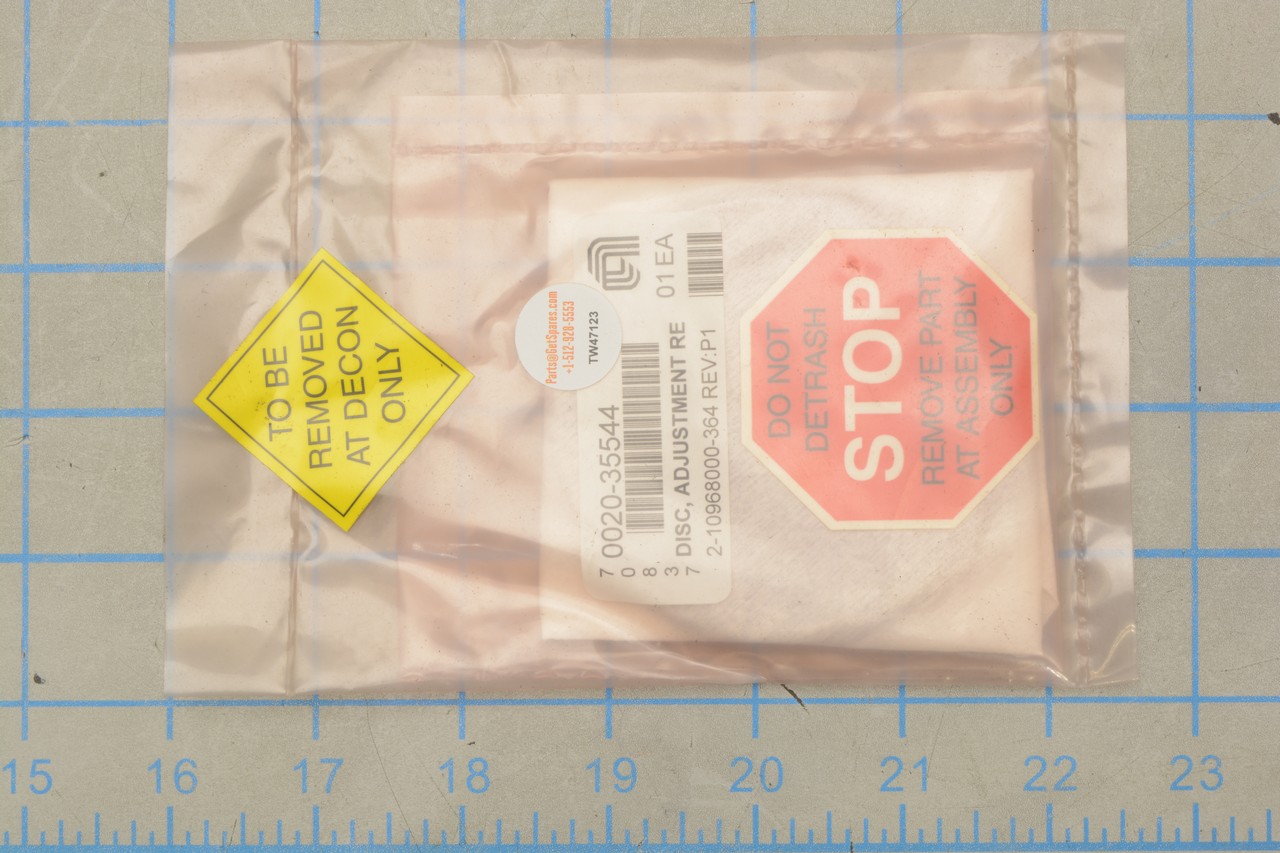 TO BE
REMOVED
AT DECON
ONLY
Parts@GetSpares.com
+1-512-920-5553
TW47123
01 EA
0020-35544
DISC, ADJUSTMENT RE
2-10968000-364 REV:P1
7
0
8
3
7
DO NOT
DETRASH
STOP
REMOVE PART
AT ASSEMBLY
ONLY
15 16 17 18 19 20 21 22 23